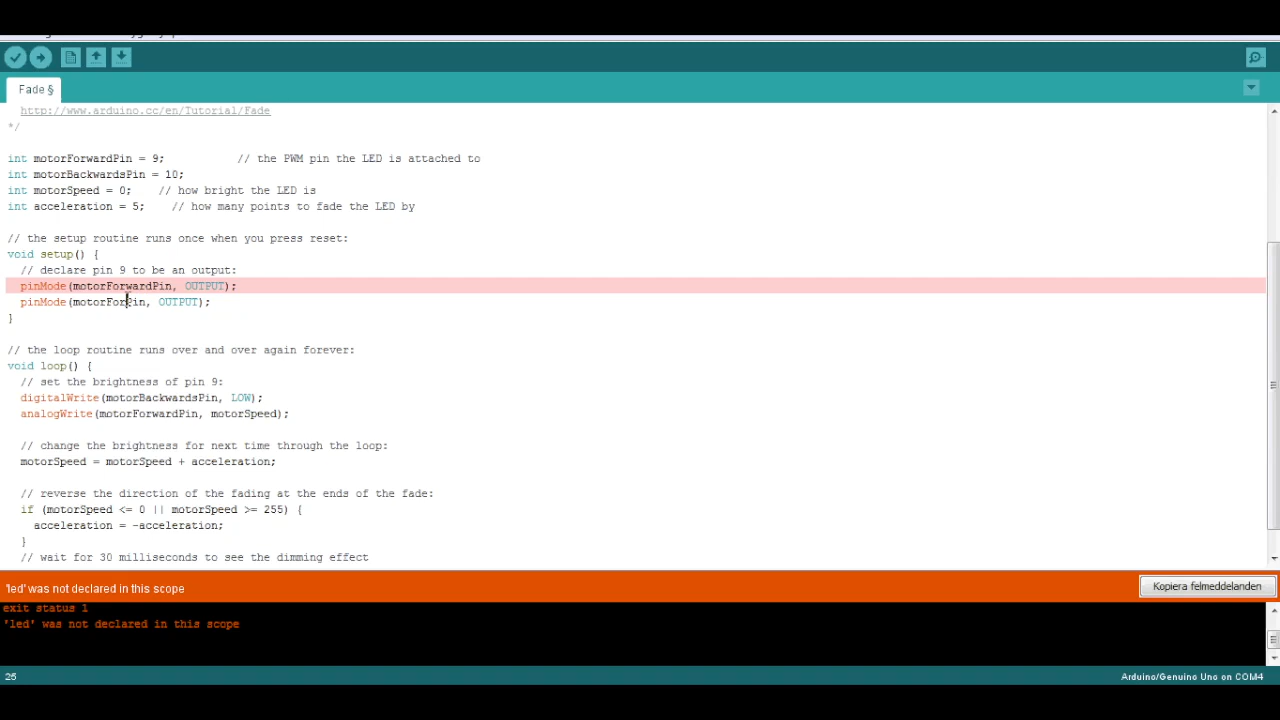 Fade §
http://www.arduino.cc/en/Tutorial/Fade
*/
int motorForwardPin = 9;           // the PWM pin the LED is attached to
int motorBackwardsPin = 10;
int motorSpeed = 0;    // how bright the LED is
int acceleration = 5;    // how many points to fade the LED by
// the setup routine runs once when you press reset:
void setup() {
// declare pin 9 to be an output:
pinMode(motorForwardPin, OUTPUT);
pinMode(motorForPin, OUTPUT);
}
// the loop routine runs over and over again forever:
void loop() {
// set the brightness of pin 9:
digitalWrite(motorBackwardsPin, LOW);
analogWrite(motorForwardPin, motorSpeed);
// change the brightness for next time through the loop:
motorSpeed = motorSpeed + acceleration;
// reverse the direction of the fading at the ends of the fade:
if (motorSpeed <= 0 || motorSpeed >= 255) {
acceleration = -acceleration;
}
// wait for 30 milliseconds to see the dimming effect
'led' was not declared in this scope
Kopiera felmeddelanden
exit status 1
'led' was not declared in this scope
25
Arduino/Genuino Uno on COM4